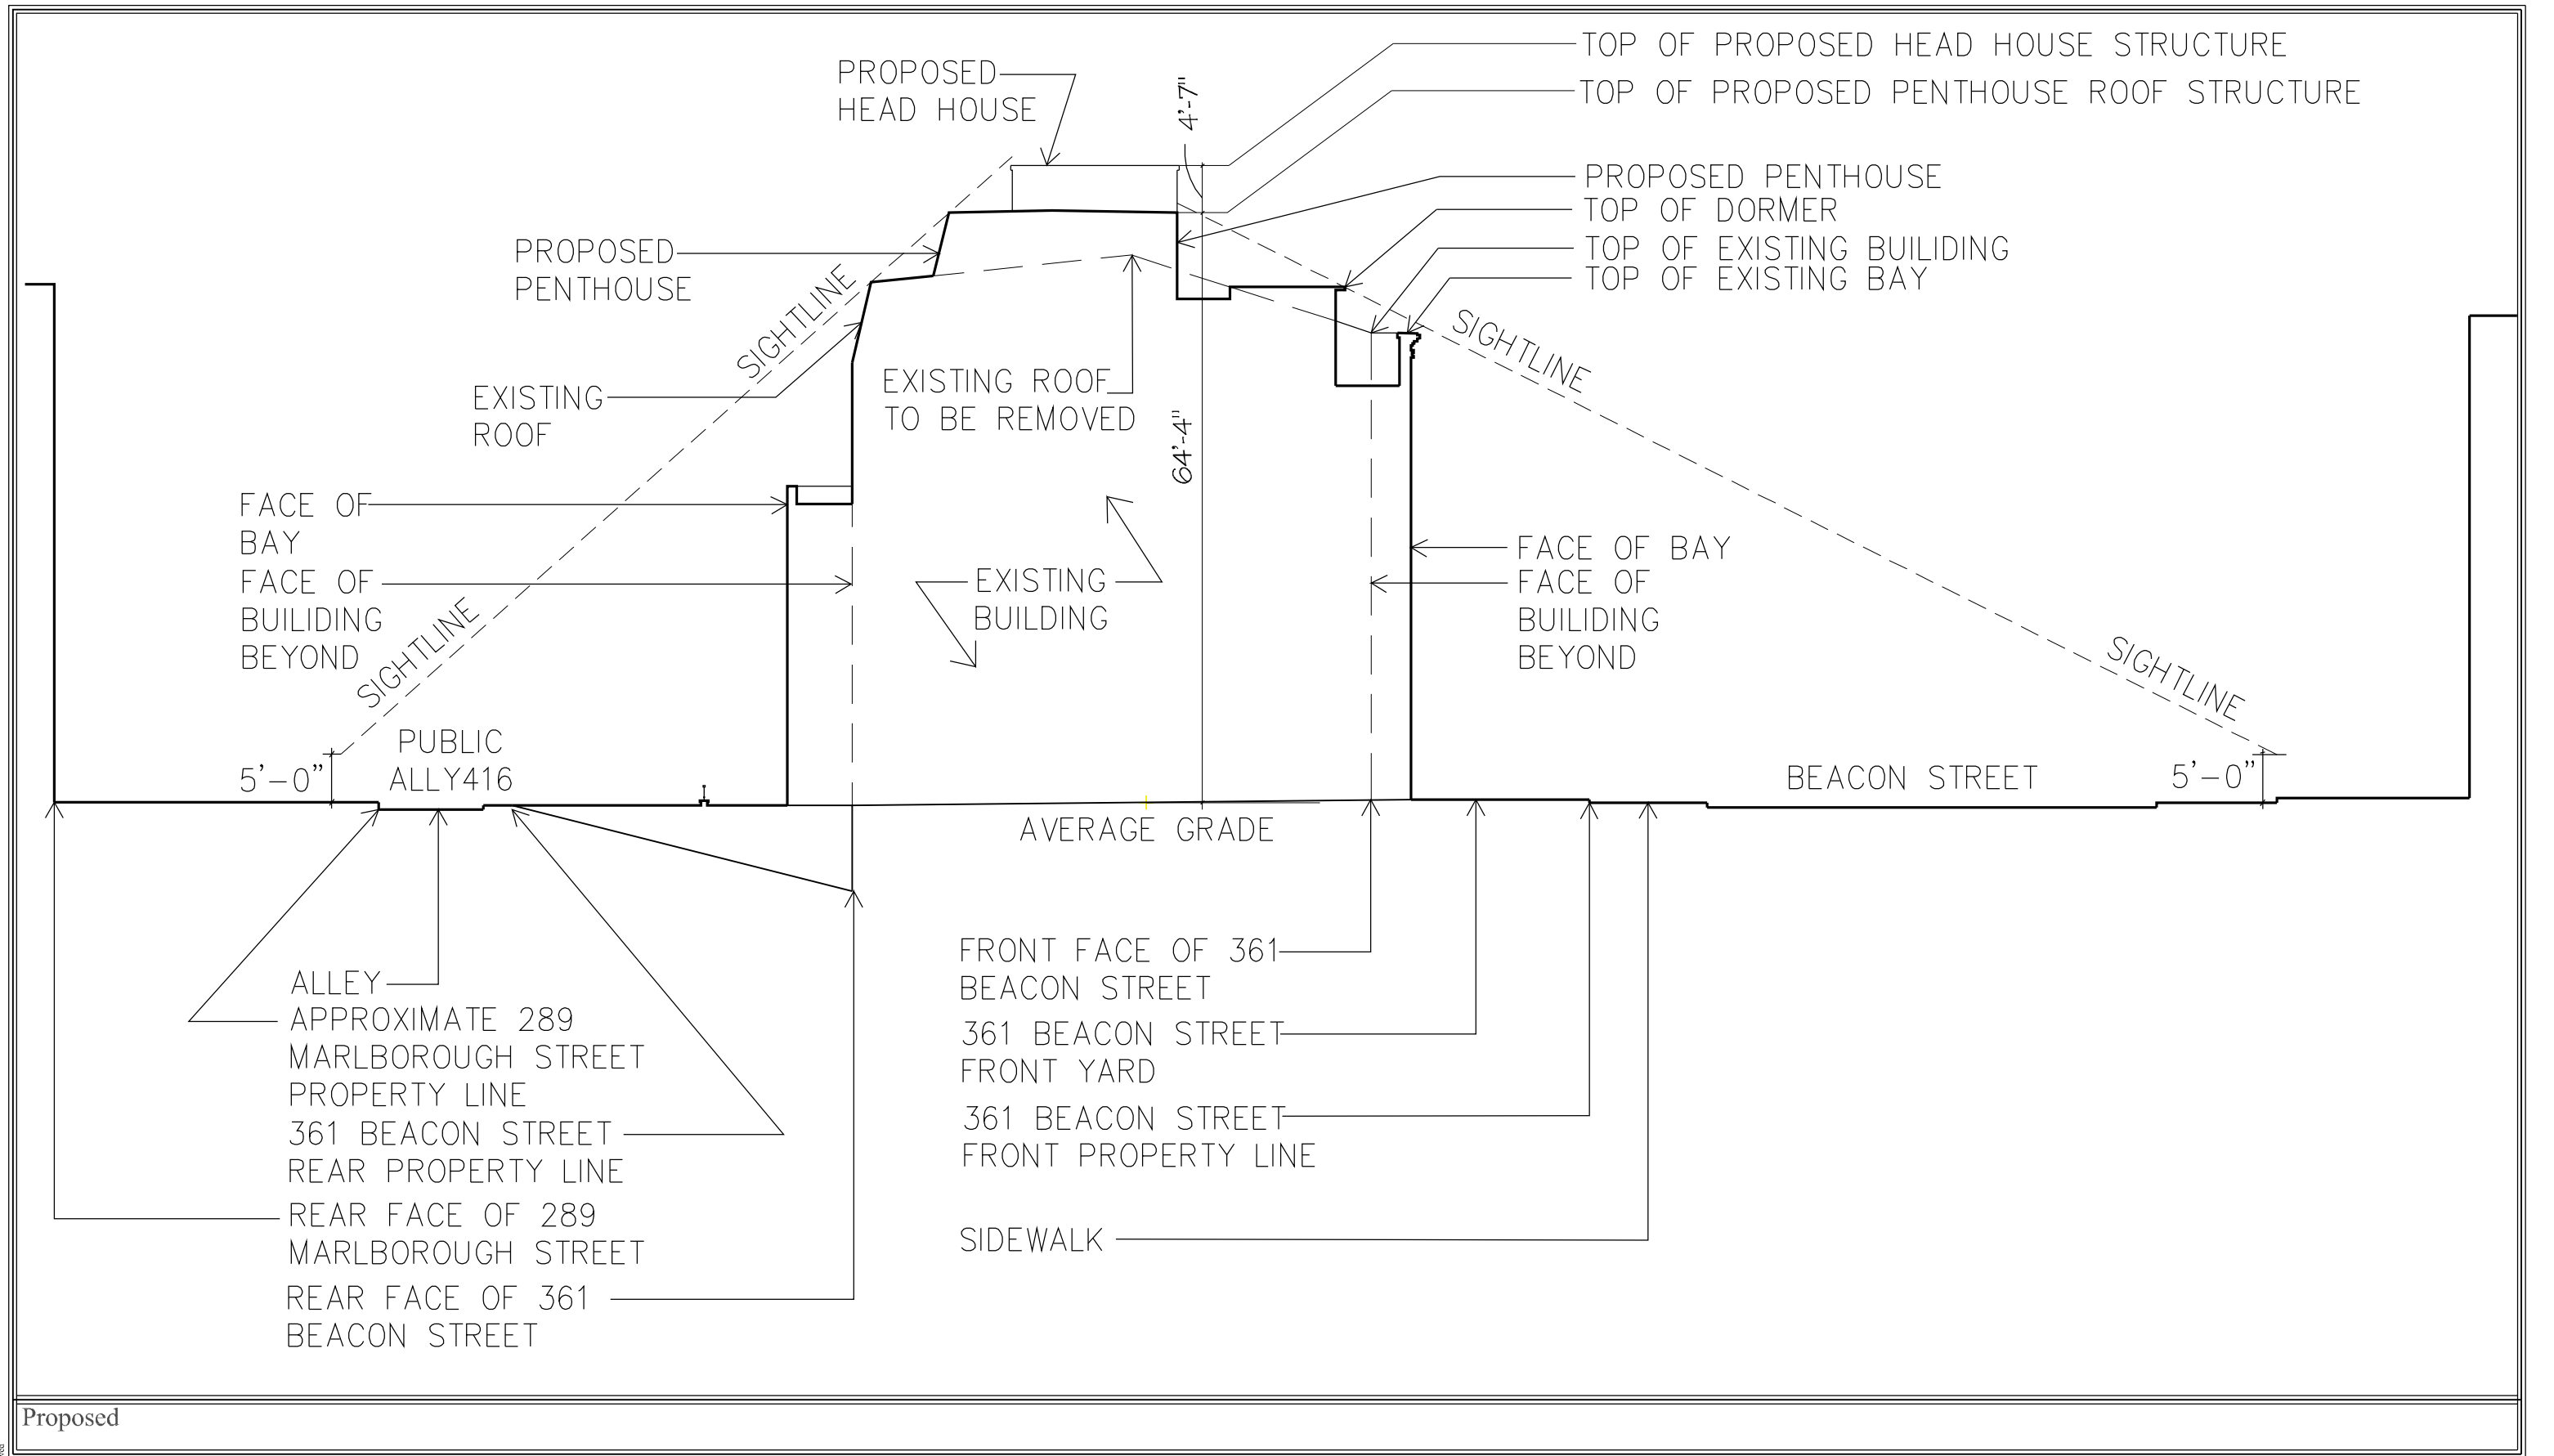 TOP OF PROPOSED HEAD HOUSE STRUCTURE
PROPOSED
HEAD HOUSE
4'-7"
TOP OF PROPOSED PENTHOUSE ROOF STRUCTURE
PROPOSED PENTHOUSE
TOP OF DORMER
TOP OF EXISTING BUILIDING
TOP OF EXISTING BAY
PROPOSED
PENTHOUSE
SIGHTLINE
SIGHTLINE
EXISTING
ROOF
EXISTING ROOF
TO BE REMOVED
64'-4"
FACE OF
BAY
FACE OF
BUILIDING
BEYOND
EXISTING
BUILDING
FACE OF BAY
FACE OF
BUILIDING
BEYOND
SIGHTLINE
SIGHTLINE
5'-0"
PUBLIC
ALLY416
BEACON STREET
5'-0"
AVERAGE GRADE
ALLEY
APPROXIMATE 289
MARLBOROUGH STREET
PROPERTY LINE
361 BEACON STREET
REAR PROPERTY LINE
REAR FACE OF 289
MARLBOROUGH STREET
REAR FACE OF 361
BEACON STREET
FRONT FACE OF 361
BEACON STREET
361 BEACON STREET
FRONT YARD
361 BEACON STREET
FRONT PROPERTY LINE
SIDEWALK
Proposed